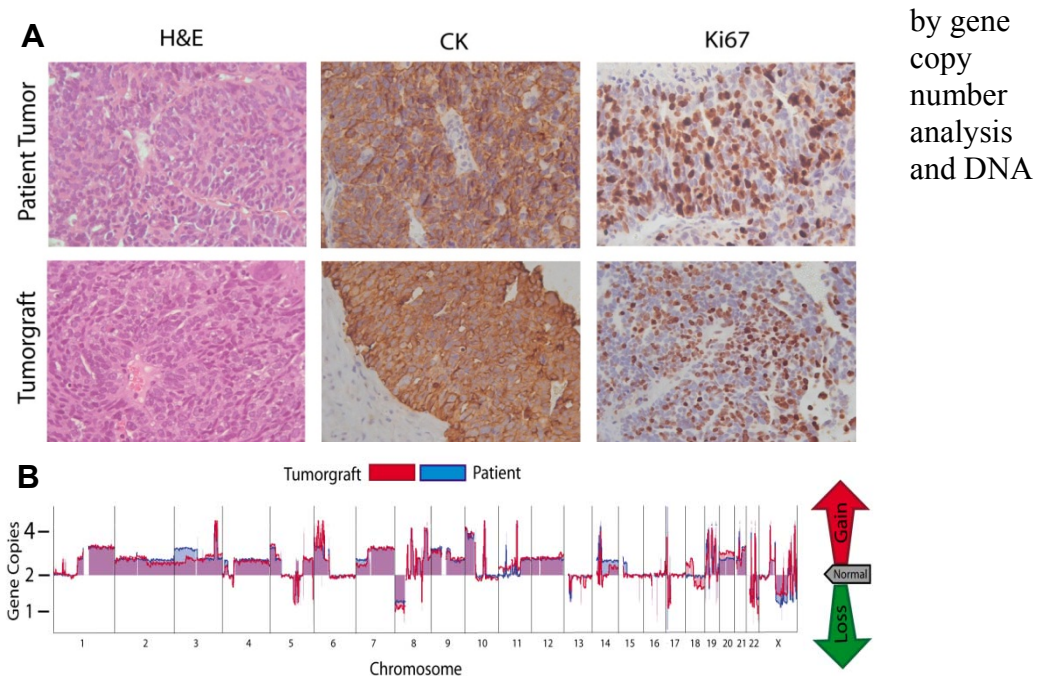 A
H&E
CK
Ki67
by gene
copy
number
analysis
and DNA
Patient Tumor
Tumorgraft
B
Tumorgraft
Patient
Gene Copies
4
2
1
1 2 3 4 5 6 7 8 9 10 11 12 13 14 15 16 17 18 19 20 21 22 X
Chromosome
Gain
Normal
Loss